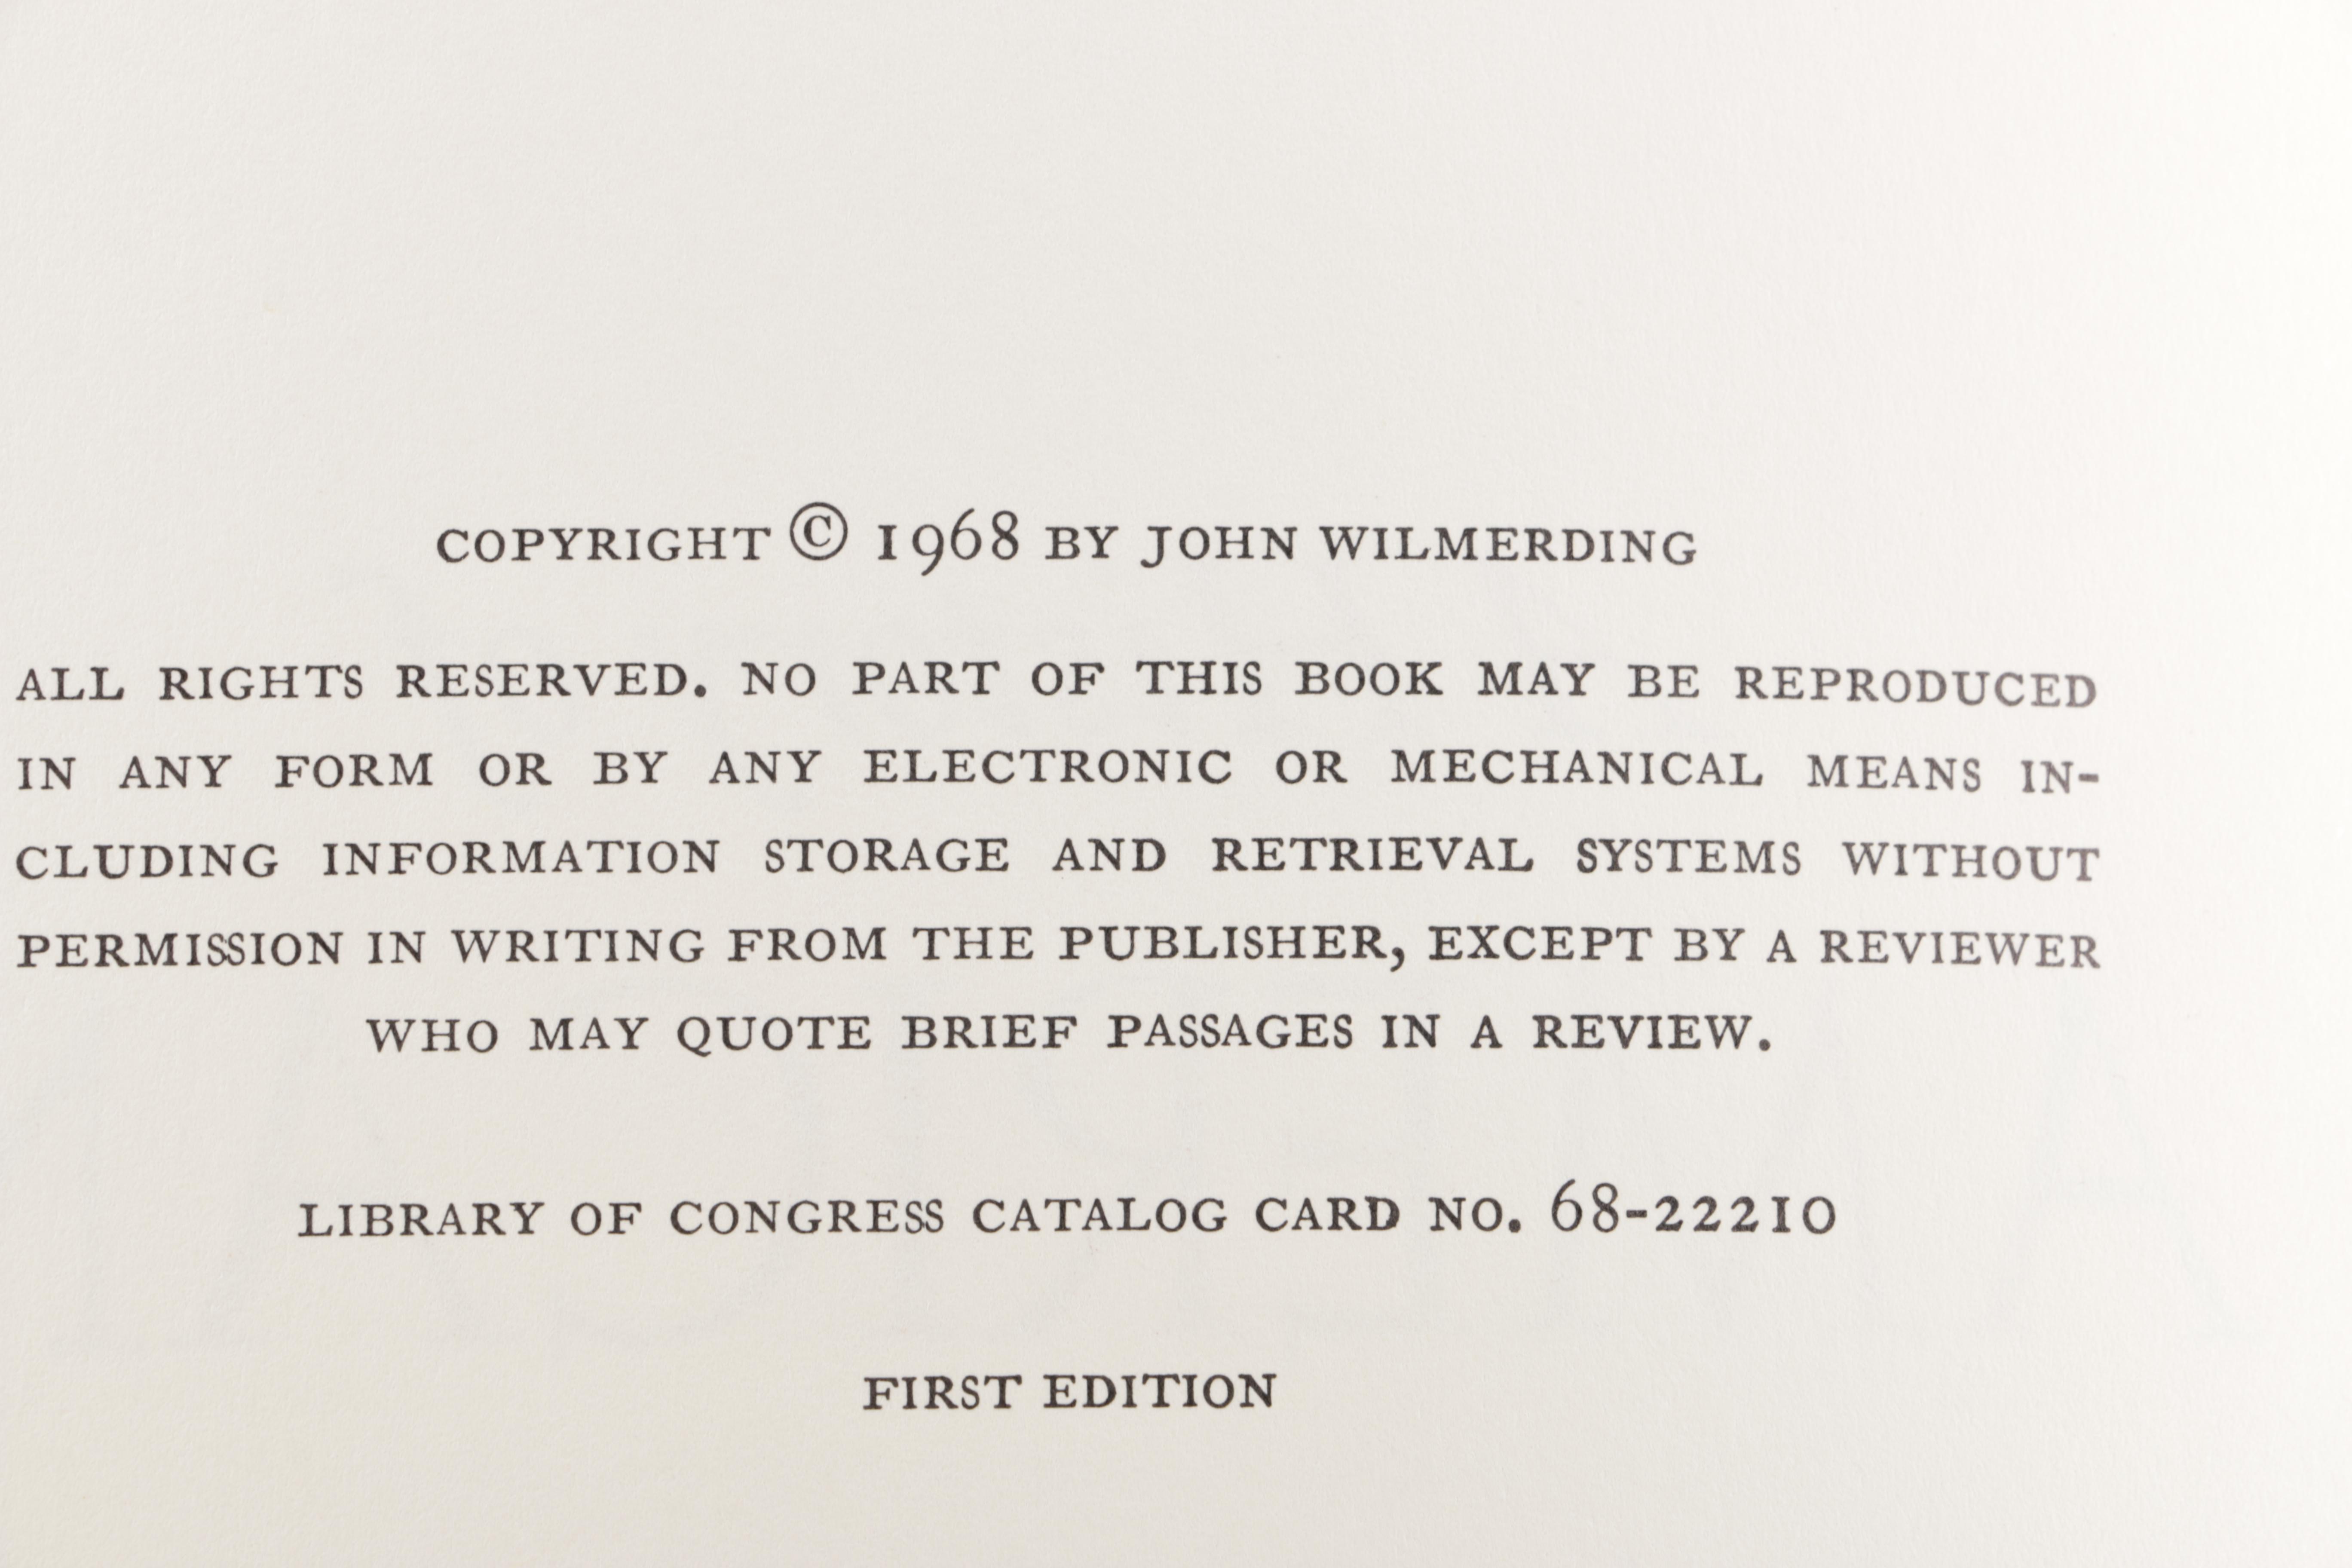 COPYRIGHT © 1968 BY JOHN WILMERDING
ALL RIGHTS RESERVED. NO PART OF THIS BOOK MAY BE REPRODUCED
IN ANY FORM OR BY ANY ELECTRONIC OR MECHANICAL MEANS IN-
CLUDING INFORMATION STORAGE AND RETRIEVAL SYSTEMS WITHOUT
PERMISSION IN WRITING FROM THE PUBLISHER, EXCEPT BY A REVIEWER
WHO MAY QUOTE BRIEF PASSAGES IN A REVIEW.
LIBRARY OF CONGRESS CATALOG CARD NO. 68-22210
FIRST EDITION